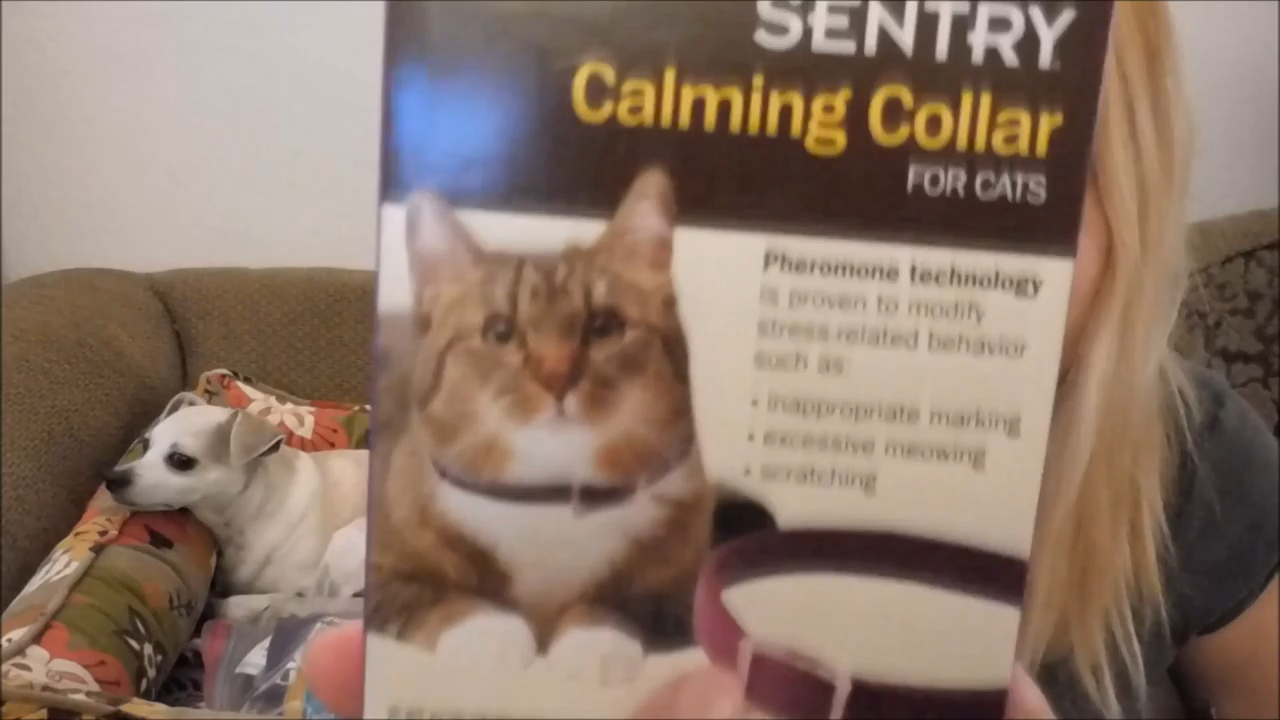 SENTRY
Calming Collar
FOR CATS
Pheromone technology
is proven to modify
stress-related behavior
such as:
• inappropriate marking
• excessive meowing
• scratching